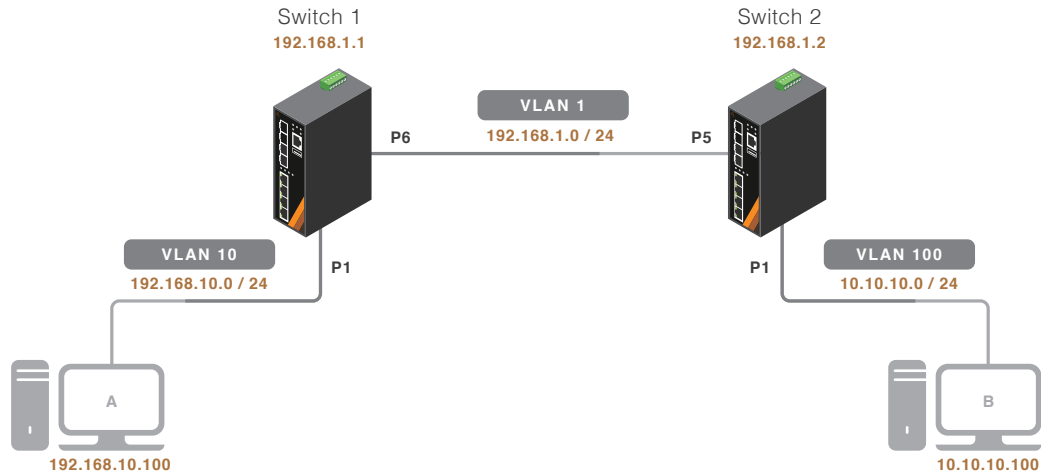 Switch 1
192.168.1.1
Switch 2
192.168.1.2
VLAN 1
192.168.1.0 / 24
P6
P5
VLAN 10
192.168.10.0 / 24
P1
P1
VLAN 100
10.10.10.0 / 24
A
192.168.10.100
B
10.10.10.100